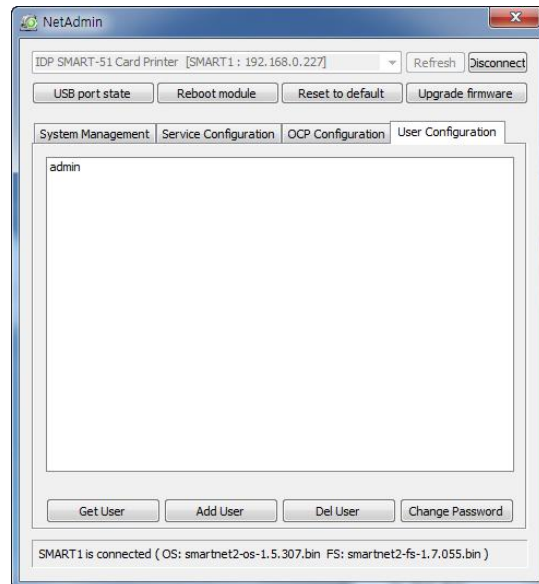 NetAdmin
IDP SMART-51 Card Printer [SMART1 : 192.168.0.227] Refresh Disconnect
USB port state Reboot module Reset to default Upgrade firmware
System Management Service Configuration OCP Configuration User Configuration
admin
Get User Add User Del User Change Password
SMART1 is connected ( OS: smartnet2-os-1.5.307.bin FS: smartnet2-fs-1.7.055.bin )